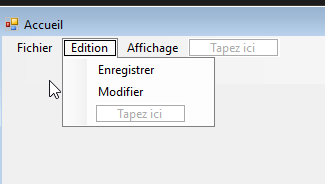 Accueil
Fichier Edition Affichage Tapez ici
Enregistrer
Modifier
Tapez ici